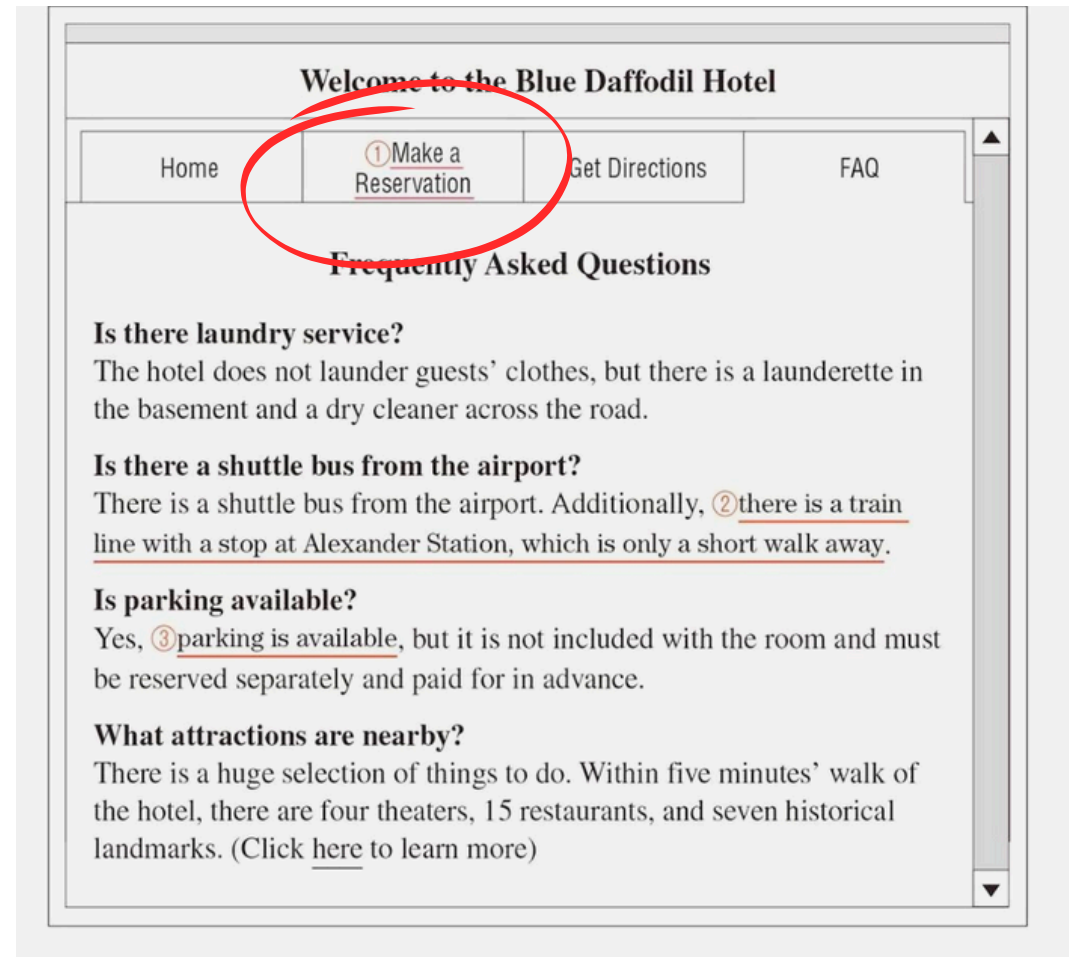 Welcome to the Blue Daffodil Hotel
Home
①Make a
Reservation
Get Directions
FAQ
Frequently Asked Questions
Is there laundry service?
The hotel does not launder guests' clothes, but there is a launderette in
the basement and a dry cleaner across the road.
Is there a shuttle bus from the airport?
There is a shuttle bus from the airport. Additionally, ②there is a train
line with a stop at Alexander Station, which is only a short walk away.
Is parking available?
Yes, ③parking is available, but it is not included with the room and must
be reserved separately and paid for in advance.
What attractions are nearby?
There is a huge selection of things to do. Within five minutes' walk of
the hotel, there are four theaters, 15 restaurants, and seven historical
landmarks. (Click here to learn more)